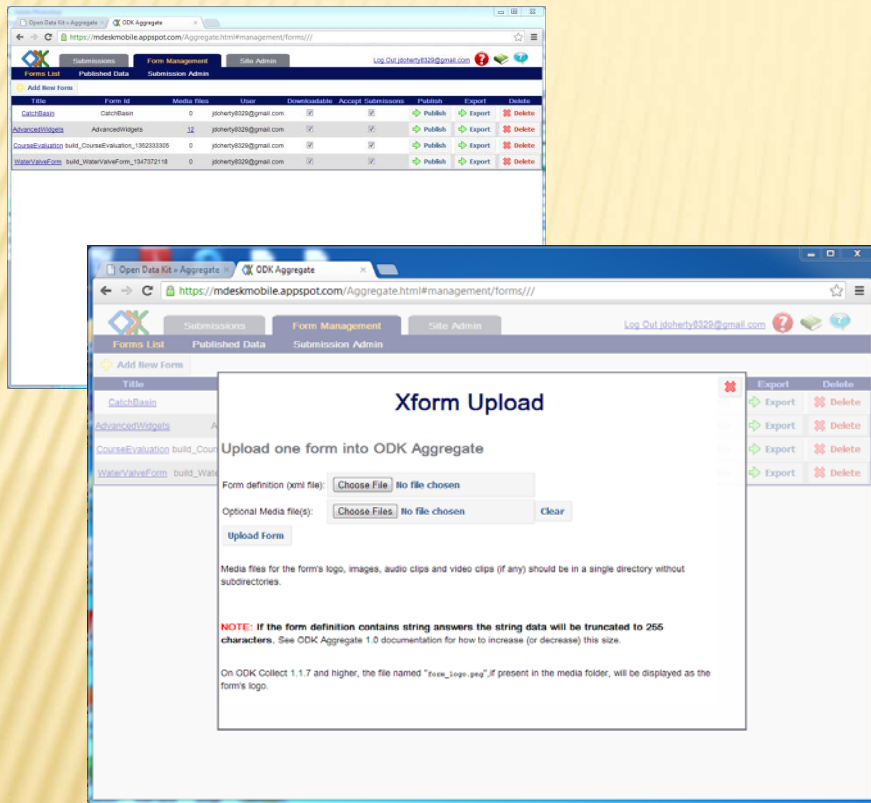 Open Data Kit » Aggregate × ODK Aggregate ×
https://mdeskmobile.appspot.com/Aggregate.html#management/forms///
Submissions Form Management Site Admin Log Out jdoherty8329@gmail.com
Forms List Published Data Submission Admin
Add New Form
Title Form Id Media files User Downloadable Accept Submissons Publish Export Delete
CatchBasin CatchBasin 0 jdoherty8329@gmail.com Publish Export Delete
AdvancedWidgets AdvancedWidgets 12 jdoherty8329@gmail.com Publish Export Delete
CourseEvaluation build_CourseEvaluation_1352333305 0 jdoherty8329@gmail.com Publish Export Delete
WaterValveForm build_WaterValveForm_1347372118 0 jdoherty8329@gmail.com Publish Export Delete
Open Data Kit » Aggregate × ODK Aggregate ×
https://mdeskmobile.appspot.com/Aggregate.html#management/forms///
Submissions Form Management Site Admin Log Out jdoherty8329@gmail.com
Forms List Published Data Submission Admin
Add New Form
Title Export Delete
CatchBasin Export Delete
AdvancedWidgets A Export Delete
CourseEvaluation build_Cour Export Delete
WaterValveForm build_Wate Export Delete
Xform Upload
Upload one form into ODK Aggregate
Form definition (xml file): Choose File No file chosen
Optional Media file(s): Choose Files No file chosen Clear
Upload Form
Media files for the form's logo, images, audio clips and video clips (if any) should be in a single directory without
subdirectories.
NOTE: If the form definition contains string answers the string data will be truncated to 255
characters. See ODK Aggregate 1.0 documentation for how to increase (or decrease) this size.
On ODK Collect 1.1.7 and higher, the file named "form_logo.png",if present in the media folder, will be displayed as the
form's logo.